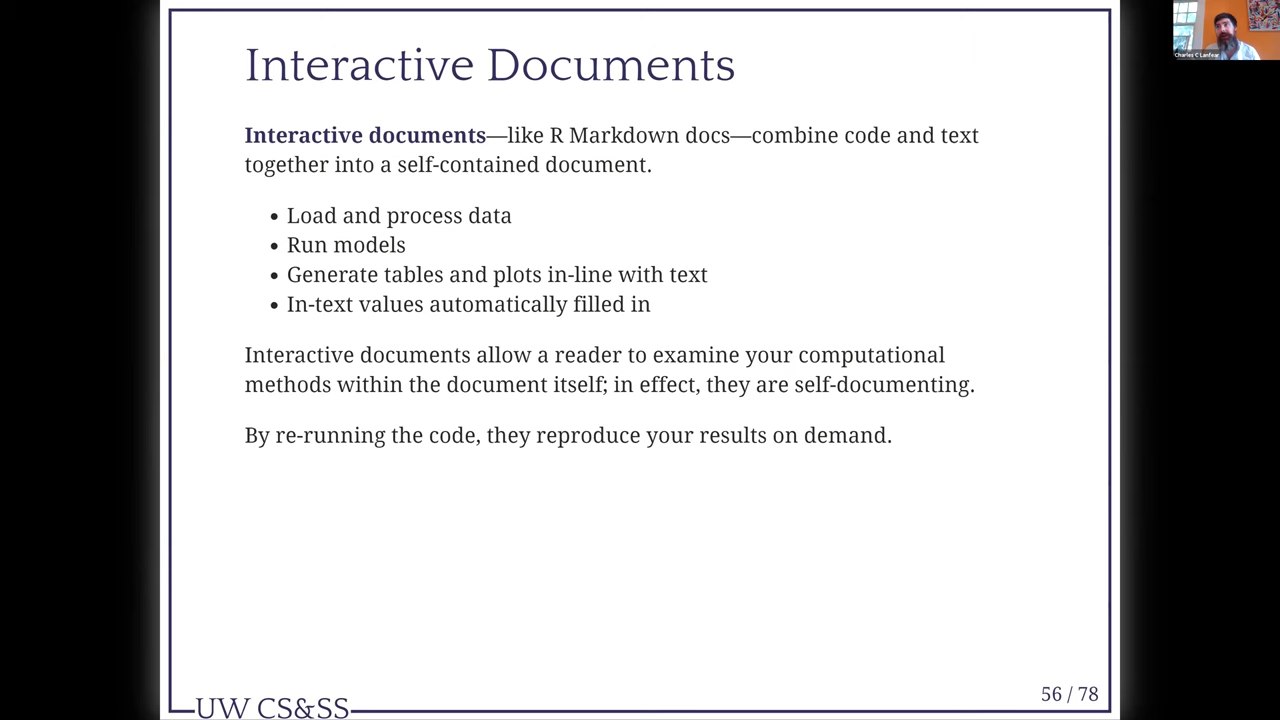 Interactive Documents
Interactive documents—like R Markdown docs—combine code and text
together into a self-contained document.
• Load and process data
• Run models
• Generate tables and plots in-line with text
• In-text values automatically filled in
Interactive documents allow a reader to examine your computational
methods within the document itself; in effect, they are self-documenting.
By re-running the code, they reproduce your results on demand.
56 / 78
UW CS&SS
Charles C Lanfear